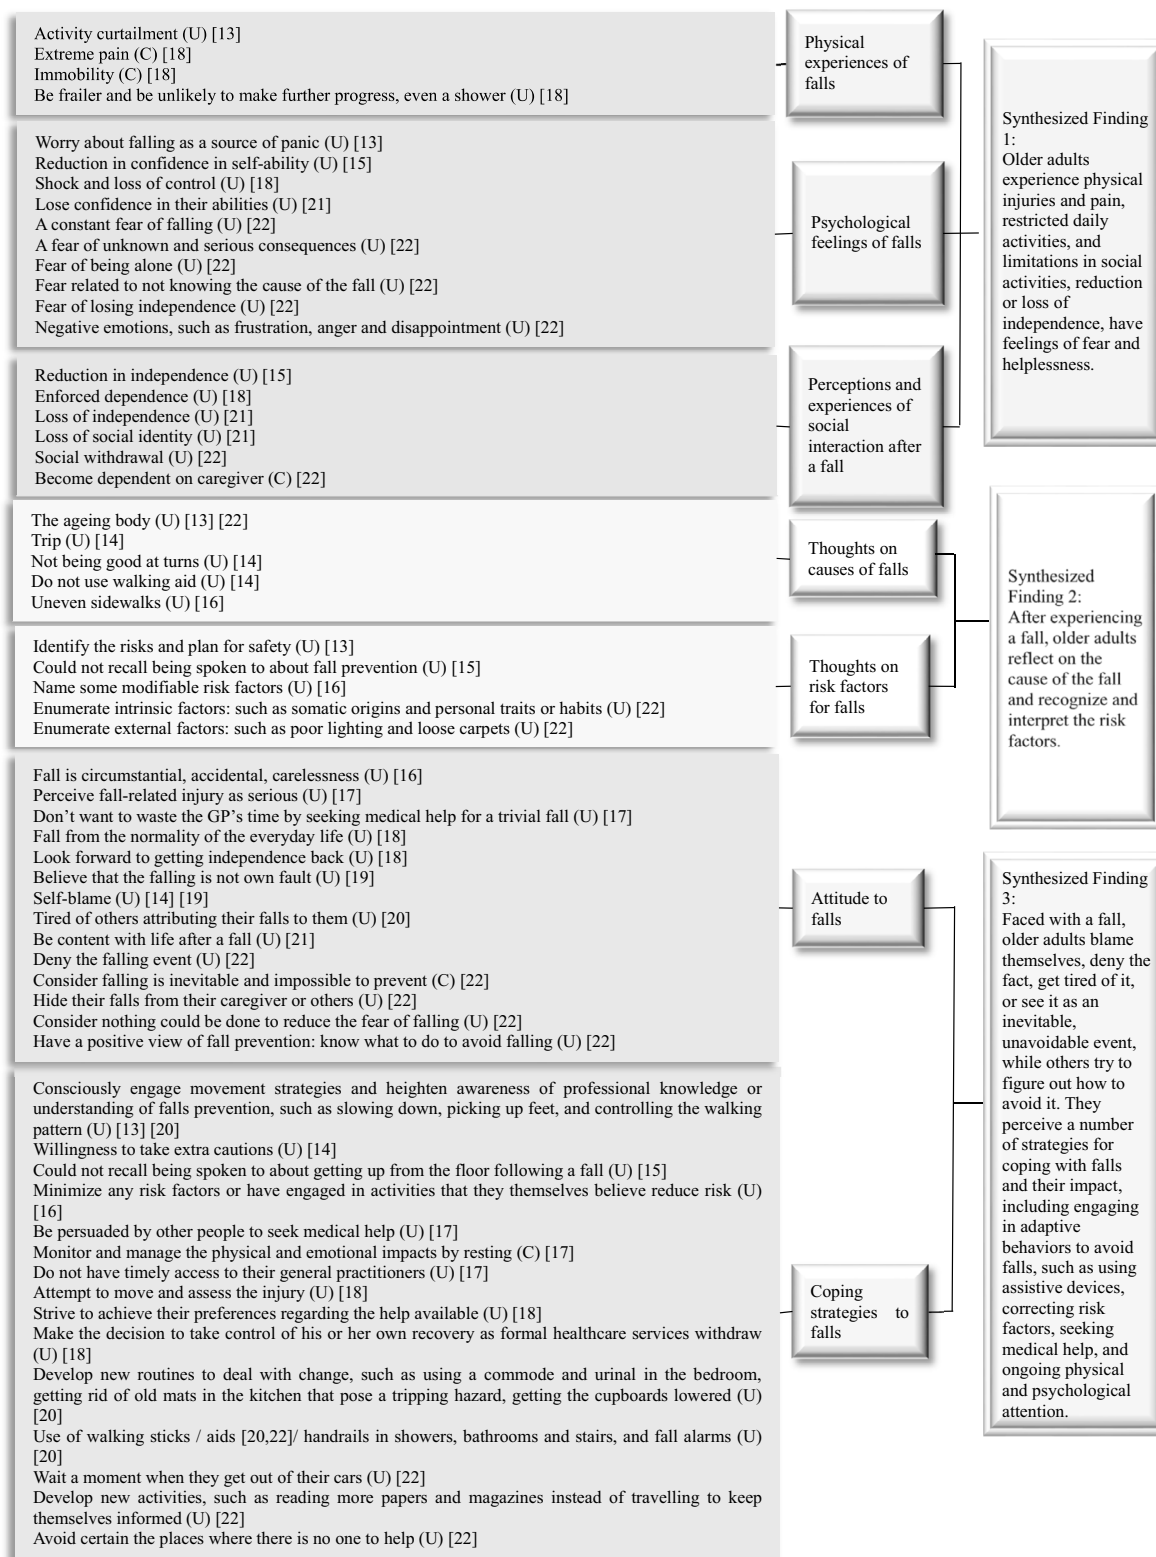 Activity curtailment (U) [13]
Extreme pain (C) [18]
Immobility (C) [18]
Be frailer and be unlikely to make further progress, even a shower (U) [18]
Physical
experiences of
falls
Worry about falling as a source of panic (U) [13]
Reduction in confidence in self-ability (U) [15]
Shock and loss of control (U) [18]
Lose confidence in their abilities (U) [21]
A constant fear of falling (U) [22]
A fear of unknown and serious consequences (U) [22]
Fear of being alone (U) [22]
Fear related to not knowing the cause of the fall (U) [22]
Fear of losing independence (U) [22]
Negative emotions, such as frustration, anger and disappointment (U) [22]
Psychological
feelings of falls
Reduction in independence (U) [15]
Enforced dependence (U) [18]
Loss of independence (U) [21]
Loss of social identity (U) [21]
Social withdrawal (U) [22]
Become dependent on caregiver (C) [22]
Perceptions and
experiences of
social
interaction after
a fall
Synthesized Finding
1:
Older adults
experience physical
injuries and pain,
restricted daily
activities, and
limitations in social
activities, reduction
or loss of
independence, have
feelings of fear and
helplessness.
The ageing body (U) [13] [22]
Trip (U) [14]
Not being good at turns (U) [14]
Do not use walking aid (U) [14]
Uneven sidewalks (U) [16]
Thoughts on
causes of falls
Identify the risks and plan for safety (U) [13]
Could not recall being spoken to about fall prevention (U) [15]
Name some modifiable risk factors (U) [16]
Enumerate intrinsic factors: such as somatic origins and personal traits or habits (U) [22]
Enumerate external factors: such as poor lighting and loose carpets (U) [22]
Thoughts on
risk factors
for falls
Synthesized
Finding 2:
After experiencing
a fall, older adults
reflect on the
cause of the fall
and recognize and
interpret the risk
factors.
Fall is circumstantial, accidental, carelessness (U) [16]
Perceive fall-related injury as serious (U) [17]
Don't want to waste the GP's time by seeking medical help for a trivial fall (U) [17]
Fall from the normality of the everyday life (U) [18]
Look forward to getting independence back (U) [18]
Believe that the falling is not own fault (U) [19]
Self-blame (U) [14] [19]
Tired of others attributing their falls to them (U) [20]
Be content with life after a fall (U) [21]
Deny the falling event (U) [22]
Consider falling is inevitable and impossible to prevent (C) [22]
Hide their falls from their caregiver or others (U) [22]
Consider nothing could be done to reduce the fear of falling (U) [22]
Have a positive view of fall prevention: know what to do to avoid falling (U) [22]
Attitude to
falls
Consciously engage movement strategies and heighten awareness of professional knowledge or
understanding of falls prevention, such as slowing down, picking up feet, and controlling the walking
pattern (U) [13] [20]
Willingness to take extra cautions (U) [14]
Could not recall being spoken to about getting up from the floor following a fall (U) [15]
Minimize any risk factors or have engaged in activities that they themselves believe reduce risk (U)
[16]
Be persuaded by other people to seek medical help (U) [17]
Monitor and manage the physical and emotional impacts by resting (C) [17]
Do not have timely access to their general practitioners (U) [17]
Attempt to move and assess the injury (U) [18]
Strive to achieve their preferences regarding the help available (U) [18]
Make the decision to take control of his or her own recovery as formal healthcare services withdraw
(U) [18]
Develop new routines to deal with change, such as using a commode and urinal in the bedroom,
getting rid of old mats in the kitchen that pose a tripping hazard, getting the cupboards lowered (U)
[20]
Use of walking sticks / aids [20,22]/ handrails in showers, bathrooms and stairs, and fall alarms (U)
[20]
Wait a moment when they get out of their cars (U) [22]
Develop new activities, such as reading more papers and magazines instead of travelling to keep
themselves informed (U) [22]
Avoid certain the places where there is no one to help (U) [22]
Coping
strategies to
falls
Synthesized Finding
3:
Faced with a fall,
older adults blame
themselves, deny the
fact, get tired of it,
or see it as an
inevitable,
unavoidable event,
while others try to
figure out how to
avoid it. They
perceive a number
of strategies for
coping with falls
and their impact,
including engaging
in adaptive
behaviors to avoid
falls, such as using
assistive devices,
correcting risk
factors, seeking
medical help, and
ongoing physical
and psychological
attention.